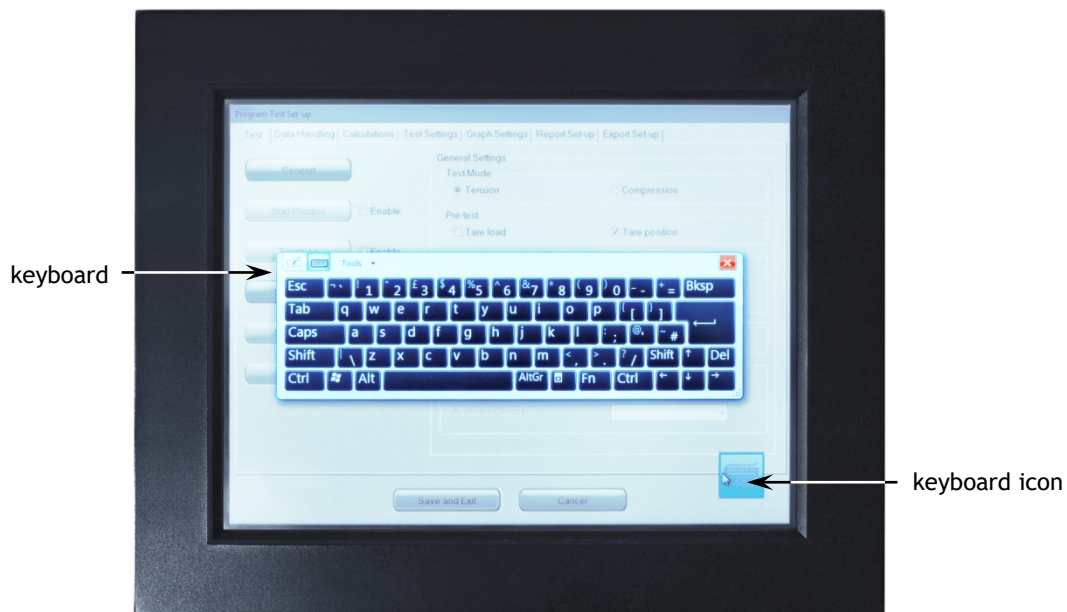 Program Test Set-up
Test Data Handling Calculations Test Settings Graph Settings Report Set-up Export Set-up
General Settings
General
Test Mode
Tension Compression
Start Position Enable
Pre test
Tare load Tare position
Enable
keyboard
Tools
Esc ¬ ` ! 1 " 2 £ 3 $ 4 % 5 ^ 6 & 7 * 8 ( 9 ) 0 _ - + = Bksp
Tab q w e r t y u i o p { [ } ]
Caps a s d f g h j k l : ; @ ' ~ #
Shift | \ z x c v b n m < , > . ? / Shift ↑ Del
Ctrl Alt AltGr Fn Ctrl ← ↓ →
keyboard icon
Save and Exit Cancel